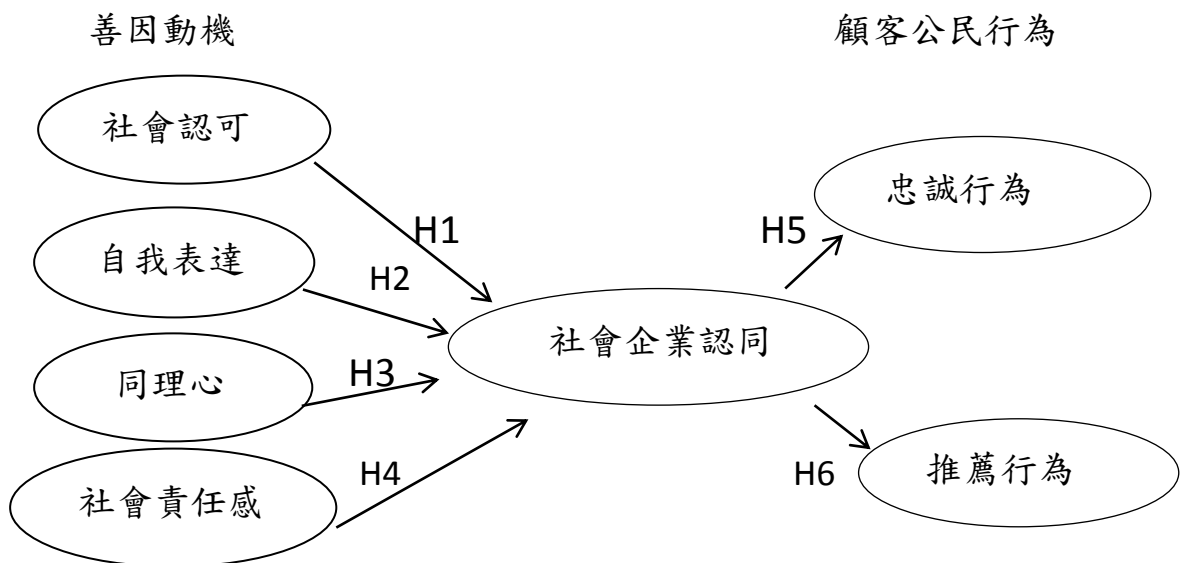 善因動機
顧客公民行為
社會認可
忠誠行為
H1
H5
自我表達
H2
社會企業認同
同理心
H3
H4
社會責任感
H6
推薦行為